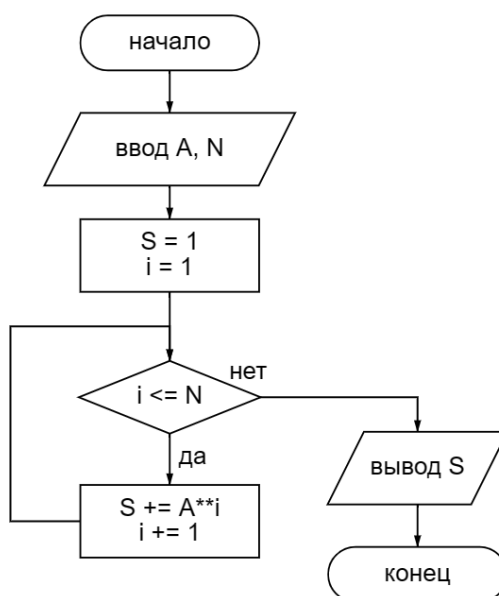 начало
ввод A, N
S = 1
i = 1
i <= N
нет
да
S += A**i
i += 1
вывод S
конец